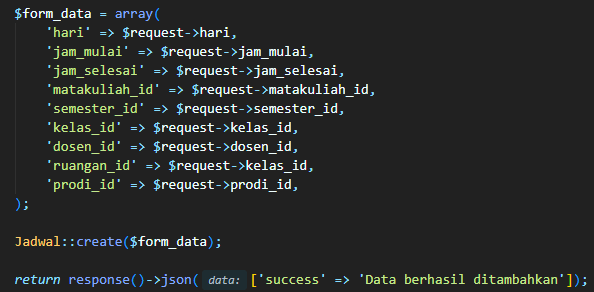 $form_data = array(
'hari' => $request->hari,
'jam_mulai' => $request->jam_mulai,
'jam_selesai' => $request->jam_selesai,
'matakuliah_id' => $request->matakuliah_id,
'semester_id' => $request->semester_id,
'kelas_id' => $request->kelas_id,
'dosen_id' => $request->dosen_id,
'ruangan_id' => $request->kelas_id,
'prodi_id' => $request->prodi_id,
);
Jadwal::create($form_data);
return response()->json( data: ['success' => 'Data berhasil ditambahkan']);